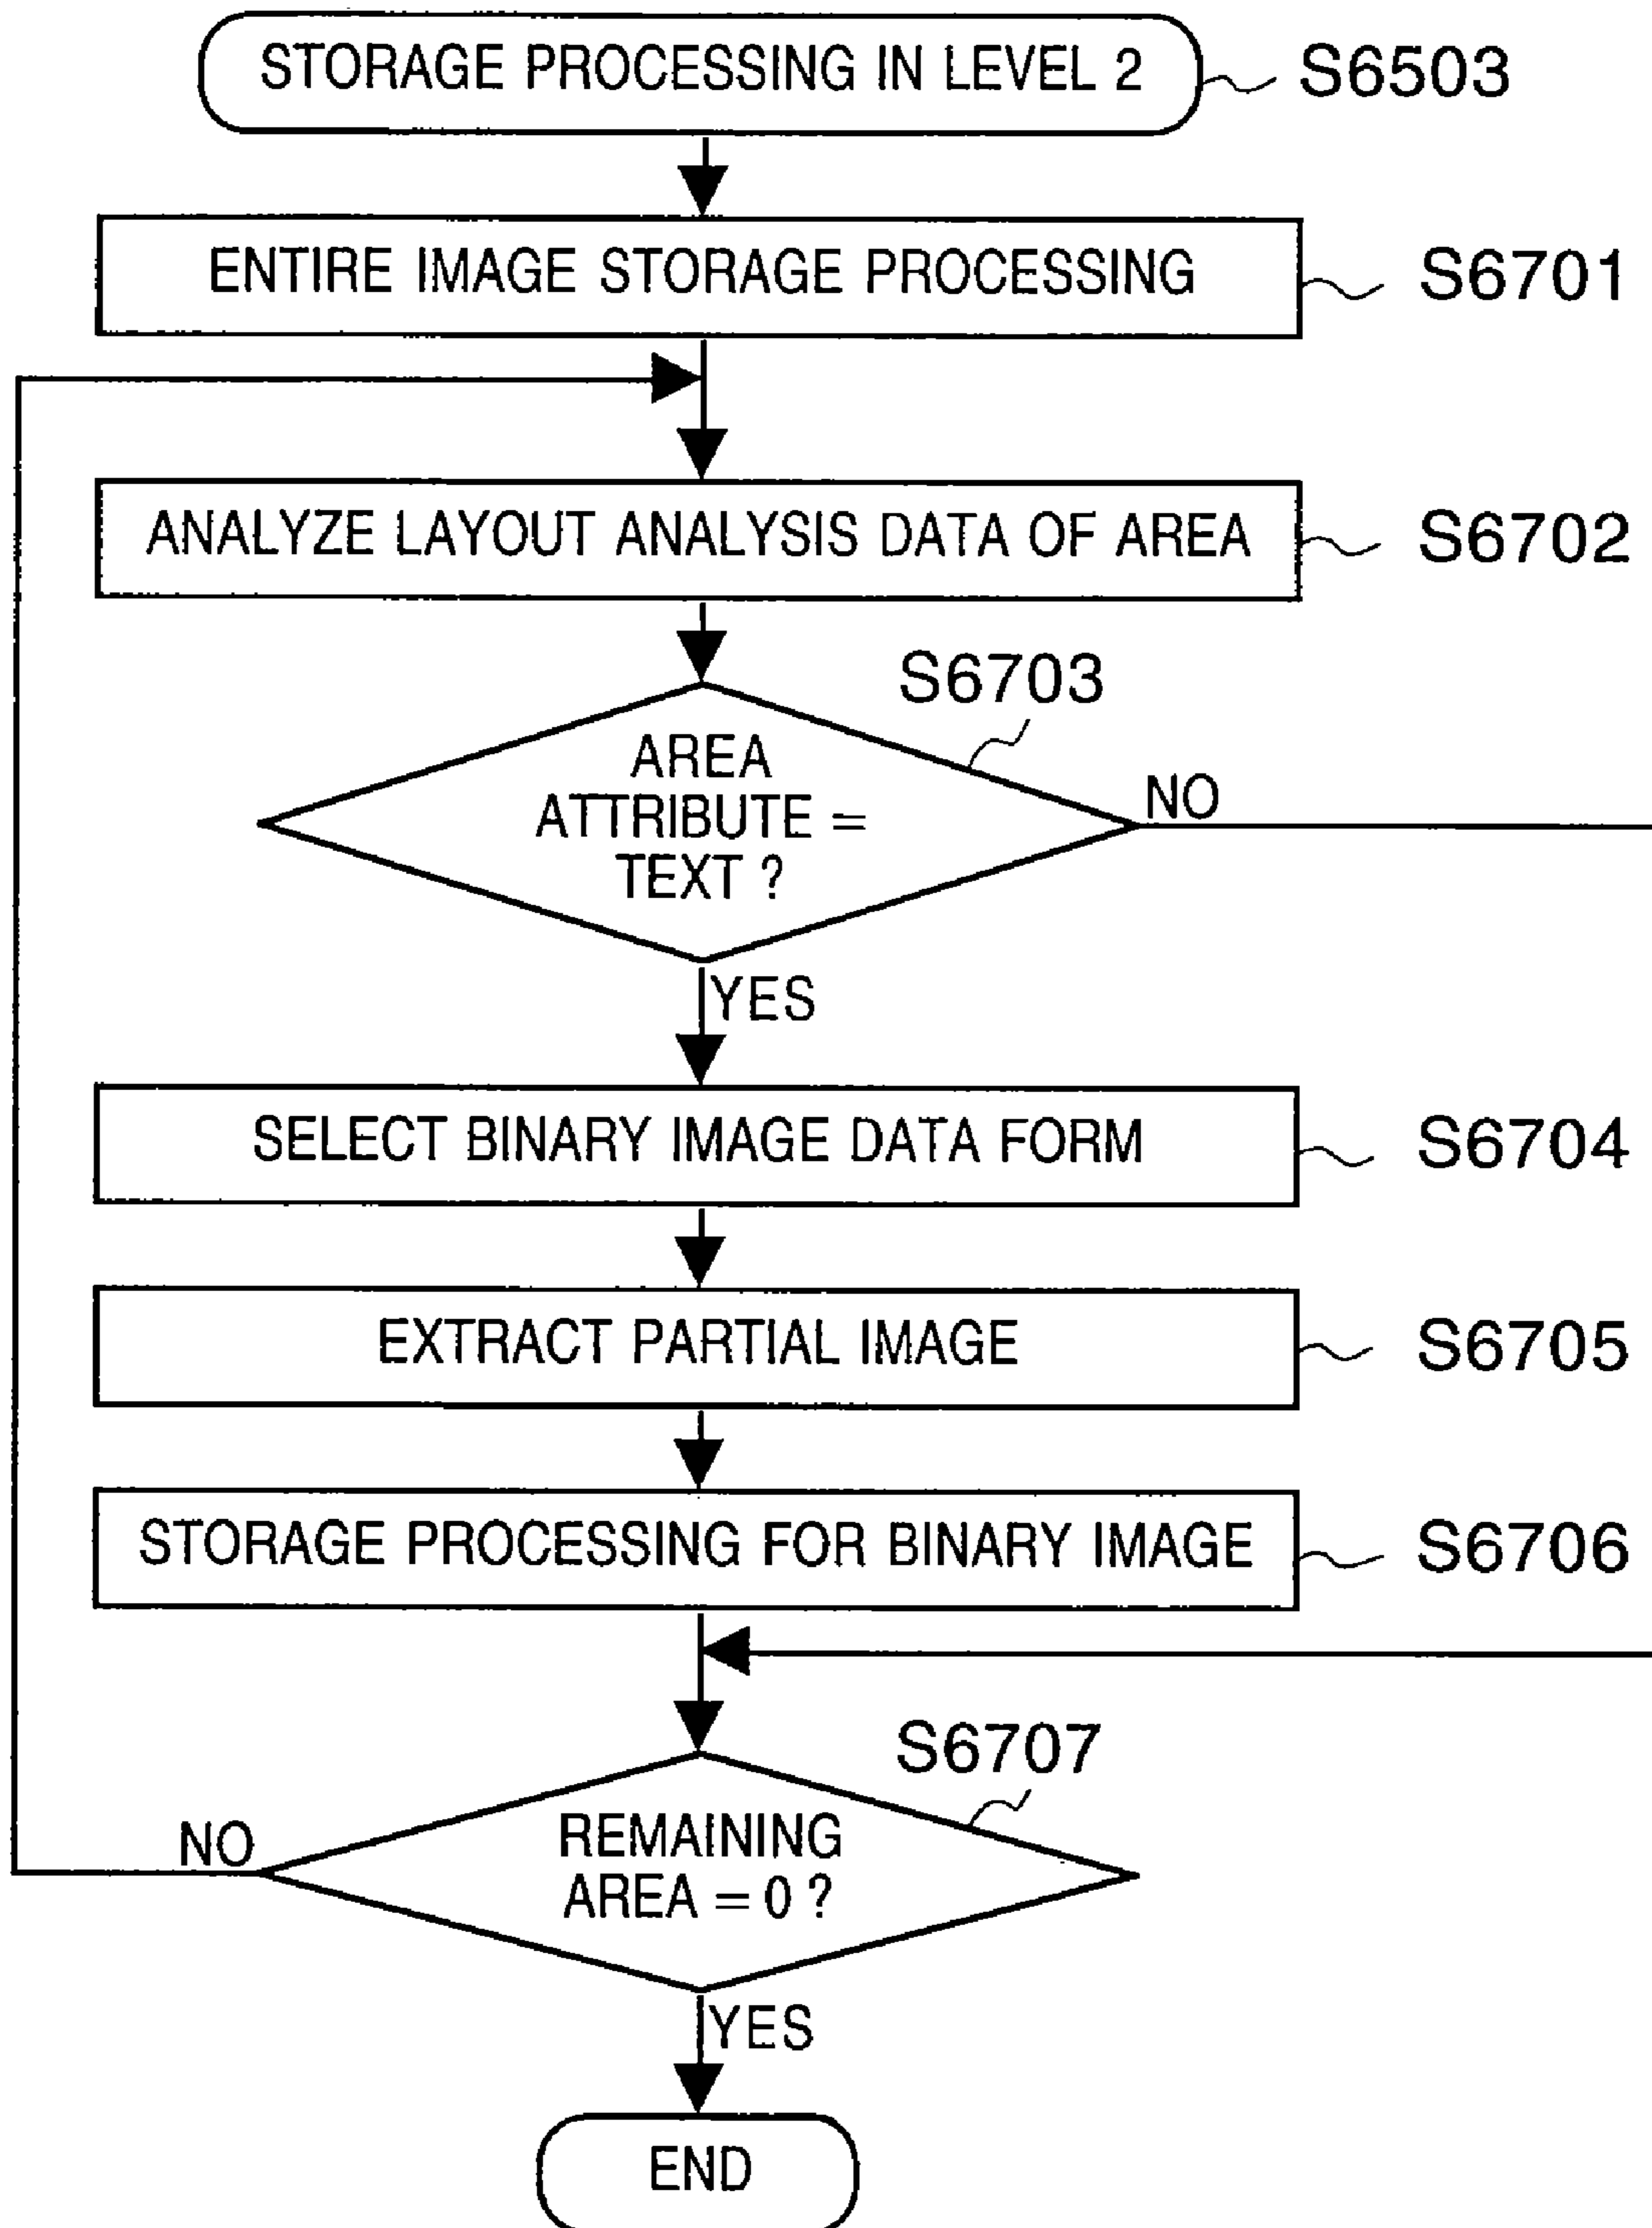 STORAGE PROCESSING IN LEVEL 2
S6503
ENTIRE IMAGE STORAGE PROCESSING
S6701
ANALYZE LAYOUT ANALYSIS DATA OF AREA
S6702
S6703
AREA
ATTRIBUTE =
TEXT ?
NO
YES
SELECT BINARY IMAGE DATA FORM
S6704
EXTRACT PARTIAL IMAGE
S6705
STORAGE PROCESSING FOR BINARY IMAGE
S6706
S6707
REMAINING
AREA = 0 ?
NO
YES
END